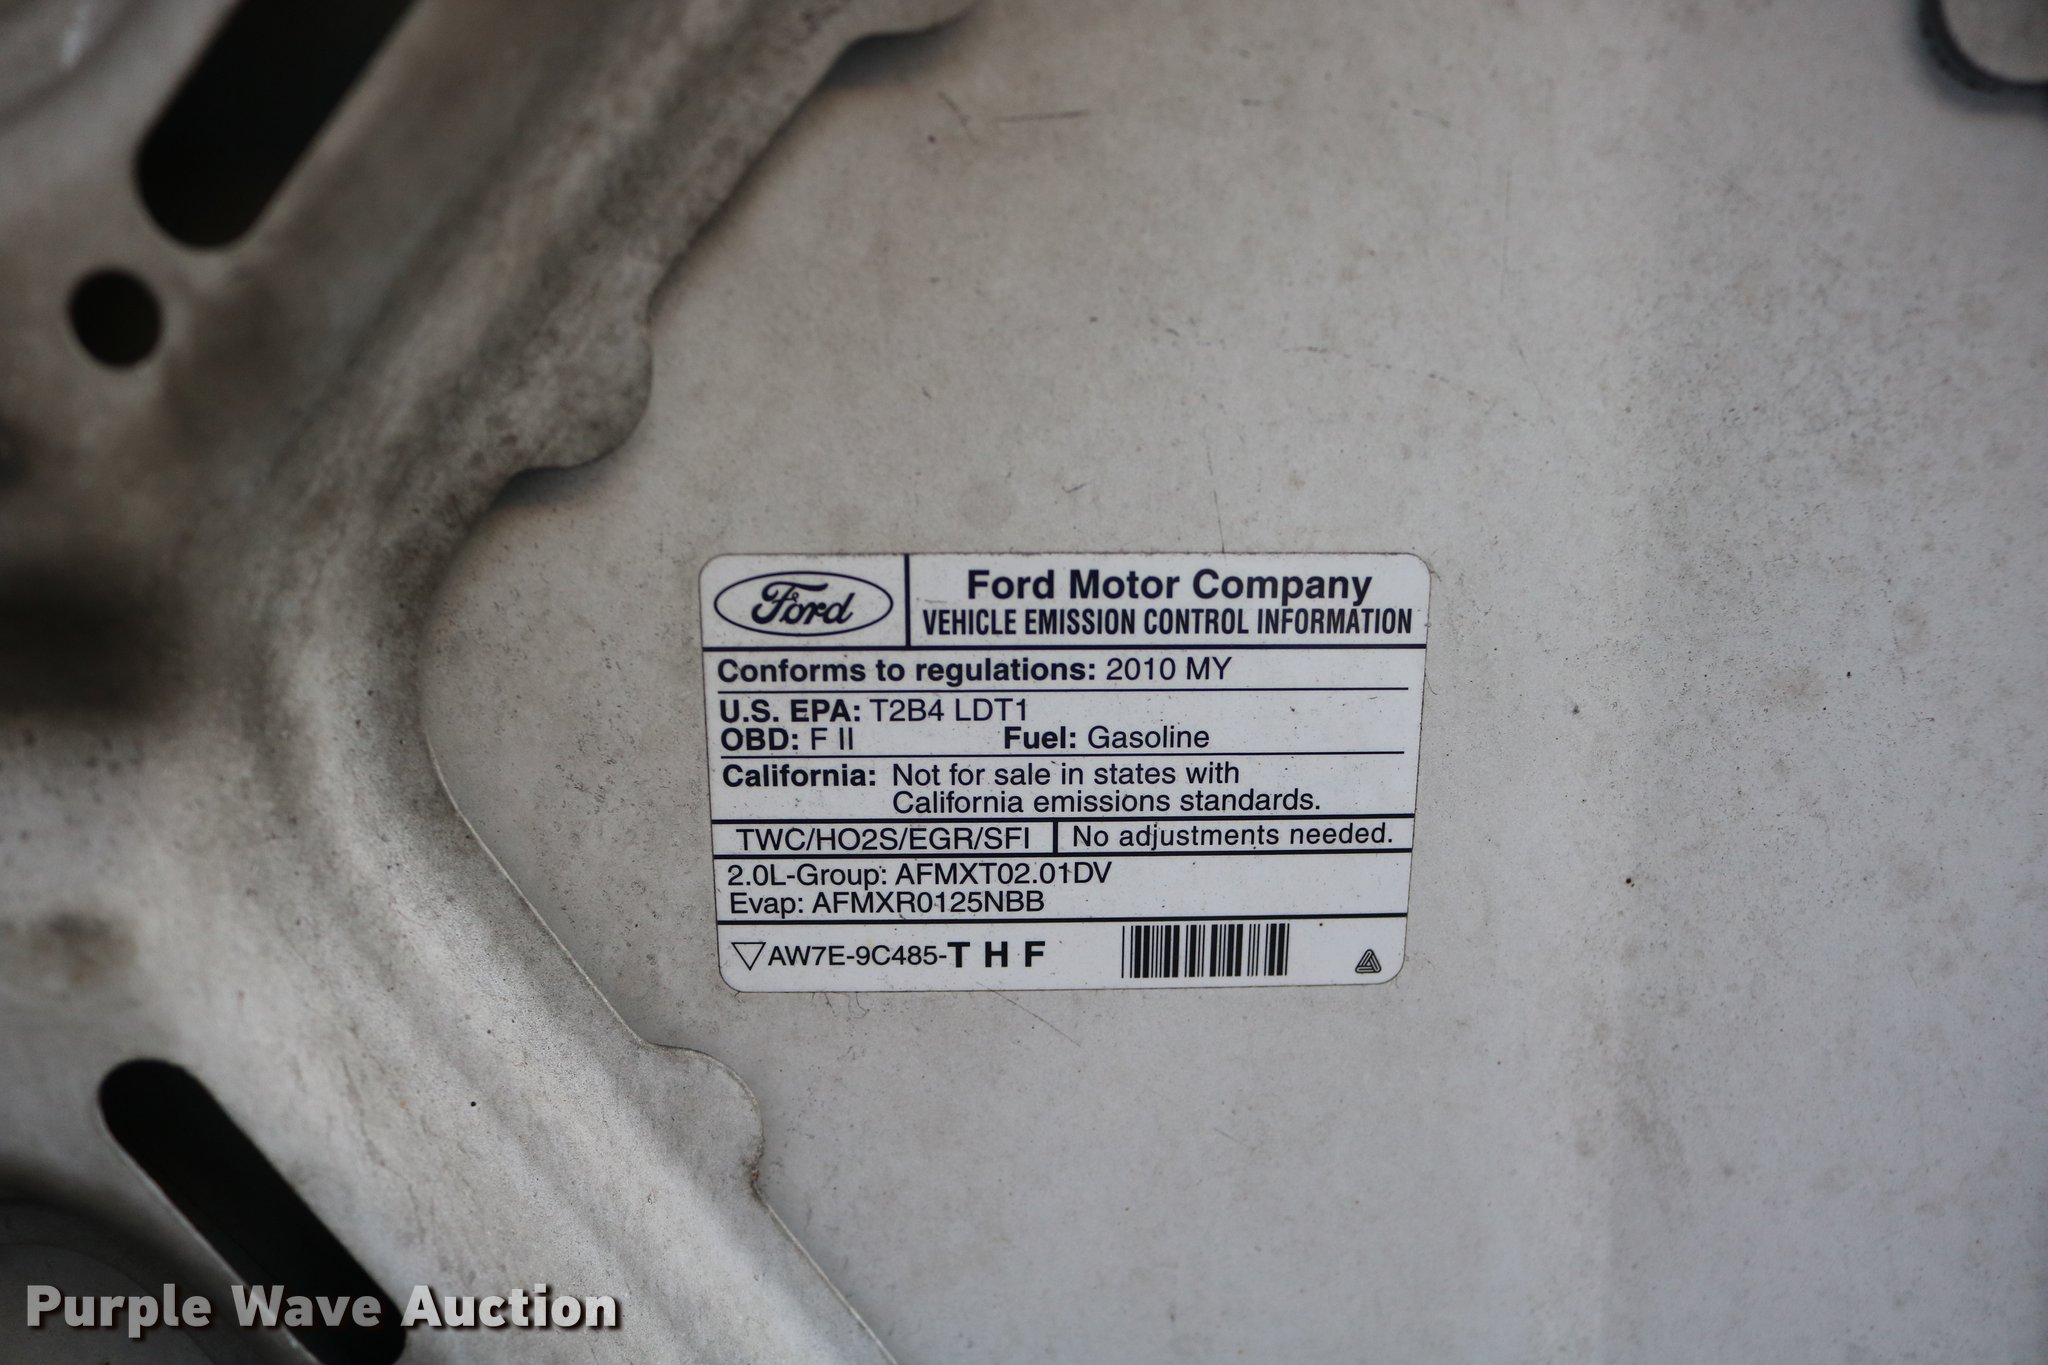 Ford
Ford Motor Company
VEHICLE EMISSION CONTROL INFORMATION
Conforms to regulations: 2010 MY
U.S. EPA: T2B4 LDT1
OBD: F II Fuel: Gasoline
California: Not for sale in states with
California emissions standards.
TWC/HO2S/EGR/SFI No adjustments needed.
2.0L-Group: AFMXT02.01DV
Evap: AFMXR0125NBB
AW7E-9C485-T H F
Purple Wave Auction